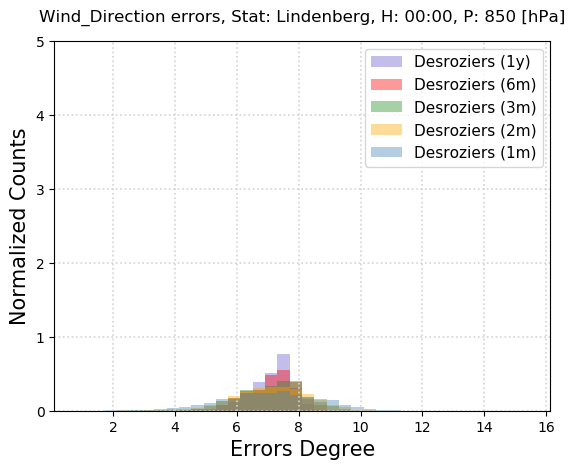 Wind_Direction errors, Stat: Lindenberg, H: 00:00, P: 850 [hPa]
Desroziers (1y)
Desroziers (6m)
Desroziers (3m)
Desroziers (2m)
Desroziers (1m)
Normalized Counts
5
4
3
2
1
0
2 4 6 8 10 12 14 16
Errors Degree